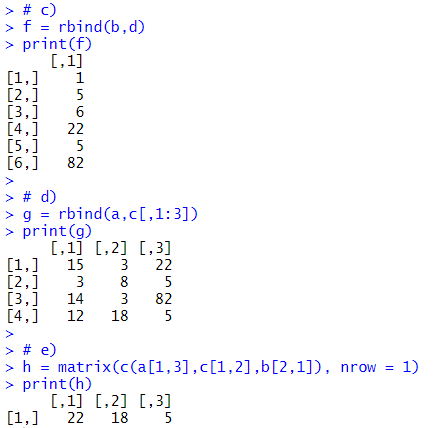 > # c)
> f = rbind(b,d)
> print(f)
     [,1]
[1,]    1
[2,]    5
[3,]    6
[4,]   22
[5,]    5
[6,]   82
>
> # d)
> g = rbind(a,c[,1:3])
> print(g)
     [,1] [,2] [,3]
[1,]   15    3   22
[2,]    3    8    5
[3,]   14    3   82
[4,]   12   18    5
>
> # e)
> h = matrix(c(a[1,3],c[1,2],b[2,1]), nrow = 1)
> print(h)
     [,1] [,2] [,3]
[1,]   22   18    5